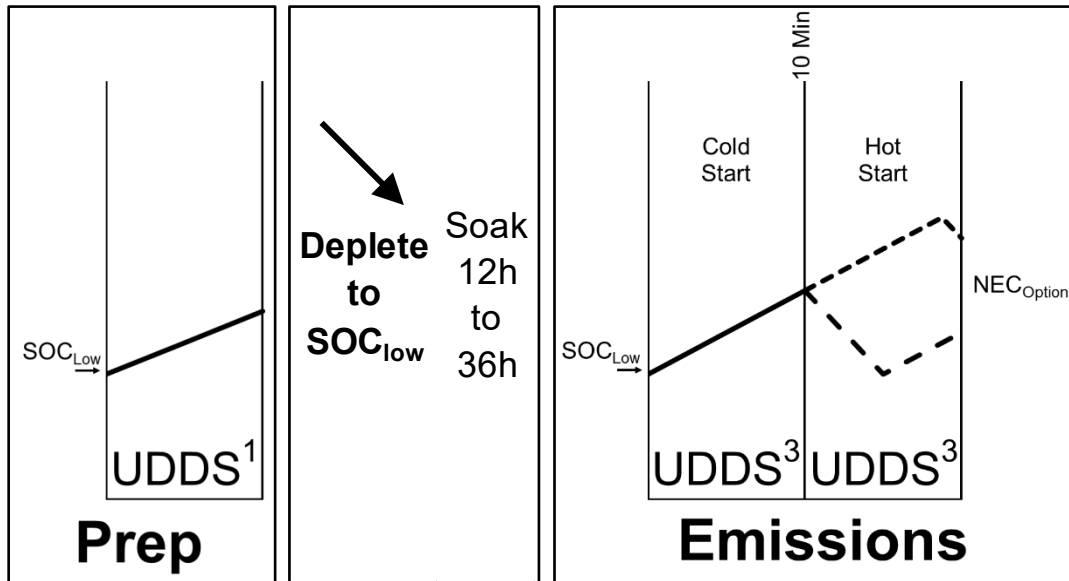 SOC_Low
UDDS^1
Prep
Deplete
to
SOC_low
Soak
12h
to
36h
10 Min
Cold
Start
Hot
Start
NEC_Option
SOC_Low
UDDS^3
UDDS^3
Emissions